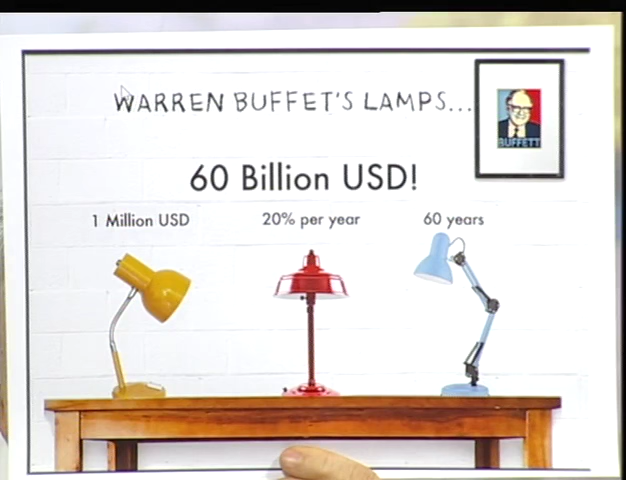 WARREN BUFFET'S LAMPS...
BUFFETT
60 Billion USD!
1 Million USD
20% per year
60 years